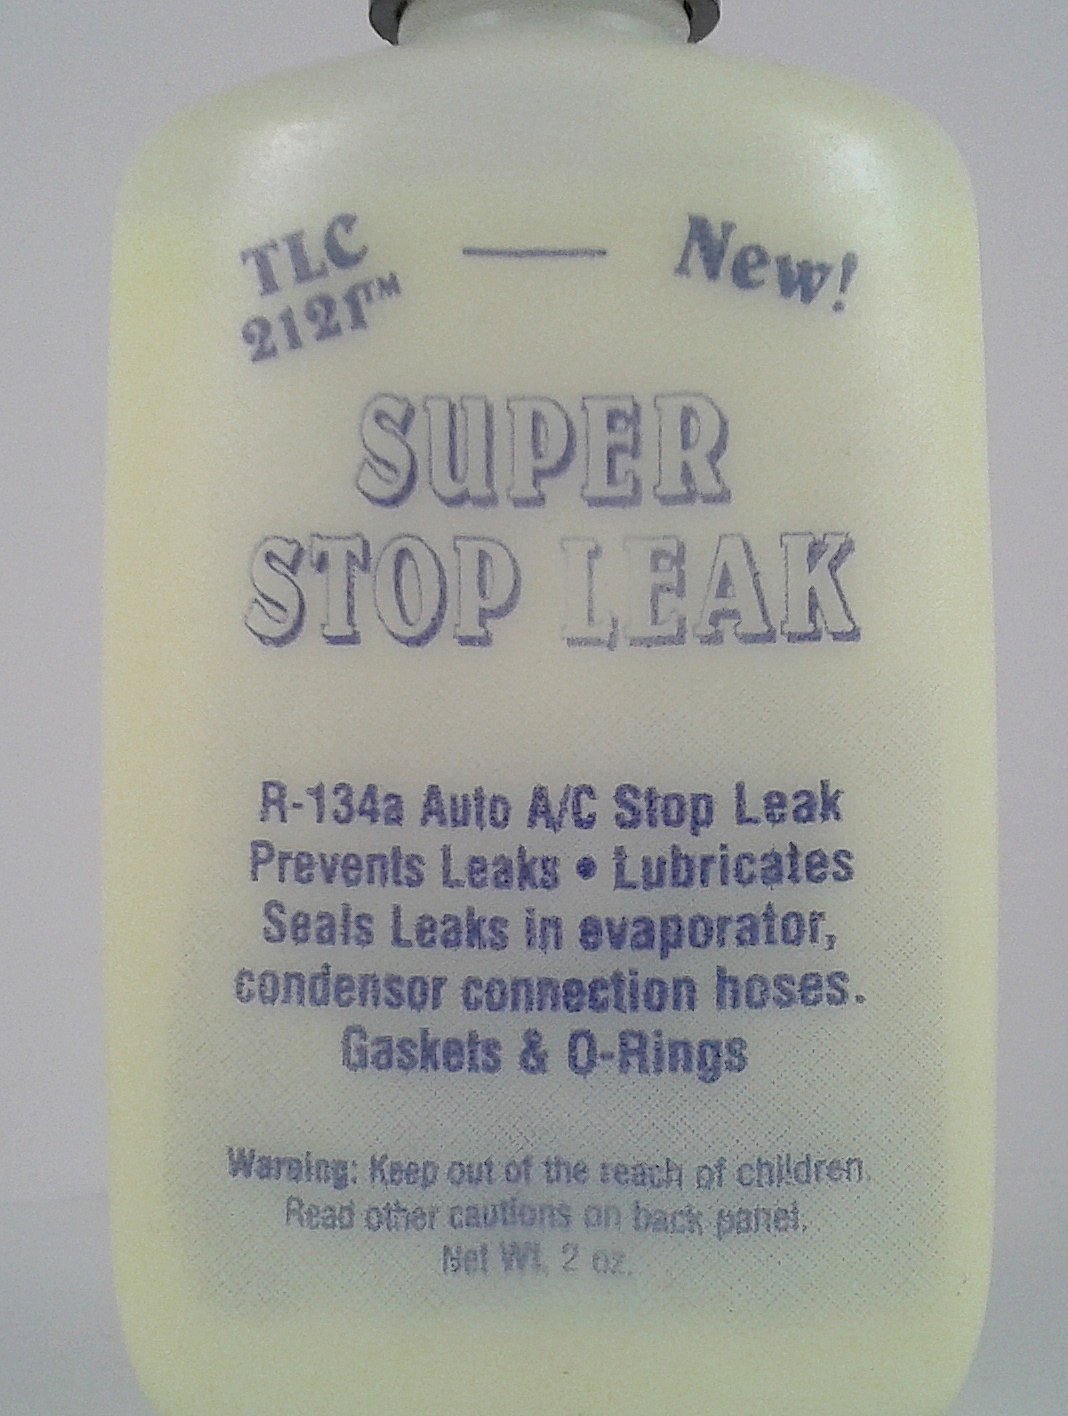 TLC
2121™
New!
SUPER
STOP LEAK
R-134a Auto A/C Stop Leak
Prevents Leaks • Lubricates
Seals Leaks in evaporator,
condensor connection hoses.
Gaskets & O-Rings
Warning: Keep out of the reach of children.
Read other cautions on back panel.
Net Wt. 2 oz.